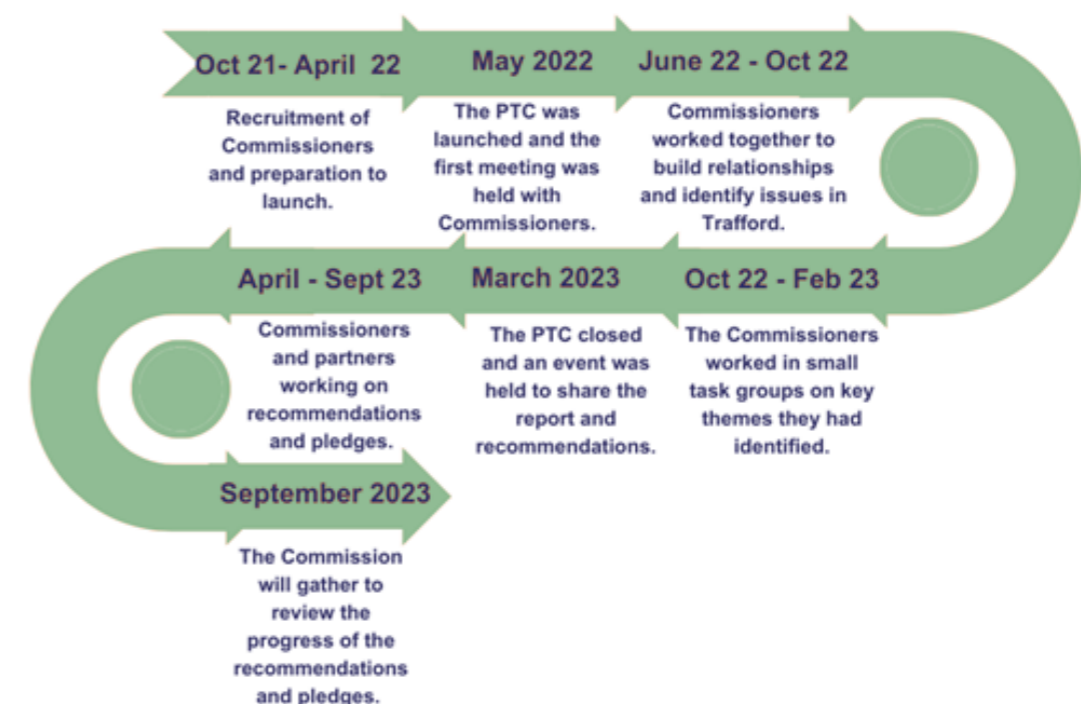 Oct 21- April 22
Recruitment of
Commissioners
and preparation to
launch.
May 2022
The PTC was
launched and the
first meeting was
held with
Commissioners.
June 22 - Oct 22
Commissioners
worked together to
build relationships
and identify issues in
Trafford.
Oct 22 - Feb 23
The Commissioners
worked in small
task groups on key
themes they had
identified.
March 2023
The PTC closed
and an event was
held to share the
report and
recommendations.
April - Sept 23
Commissioners
and partners
working on
recommendations
and pledges.
September 2023
The Commission
will gather to
review the
progress of the
recommendations
and pledges.